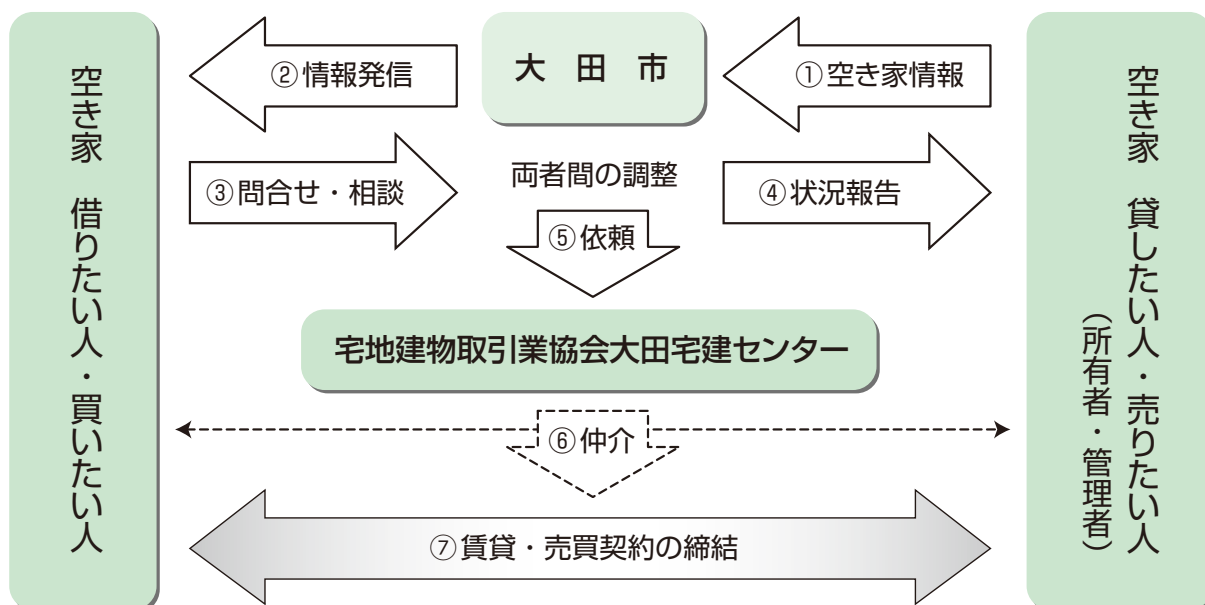 空き家 借りたい人・買いたい人
②情報発信
大田市
①空き家情報
③問合せ・相談
両者間の調整
④状況報告
⑤依頼
宅地建物取引業協会大田宅建センター
⑥仲介
⑦賃貸・売買契約の締結
空き家 貸したい人・売りたい人
(所有者・管理者)